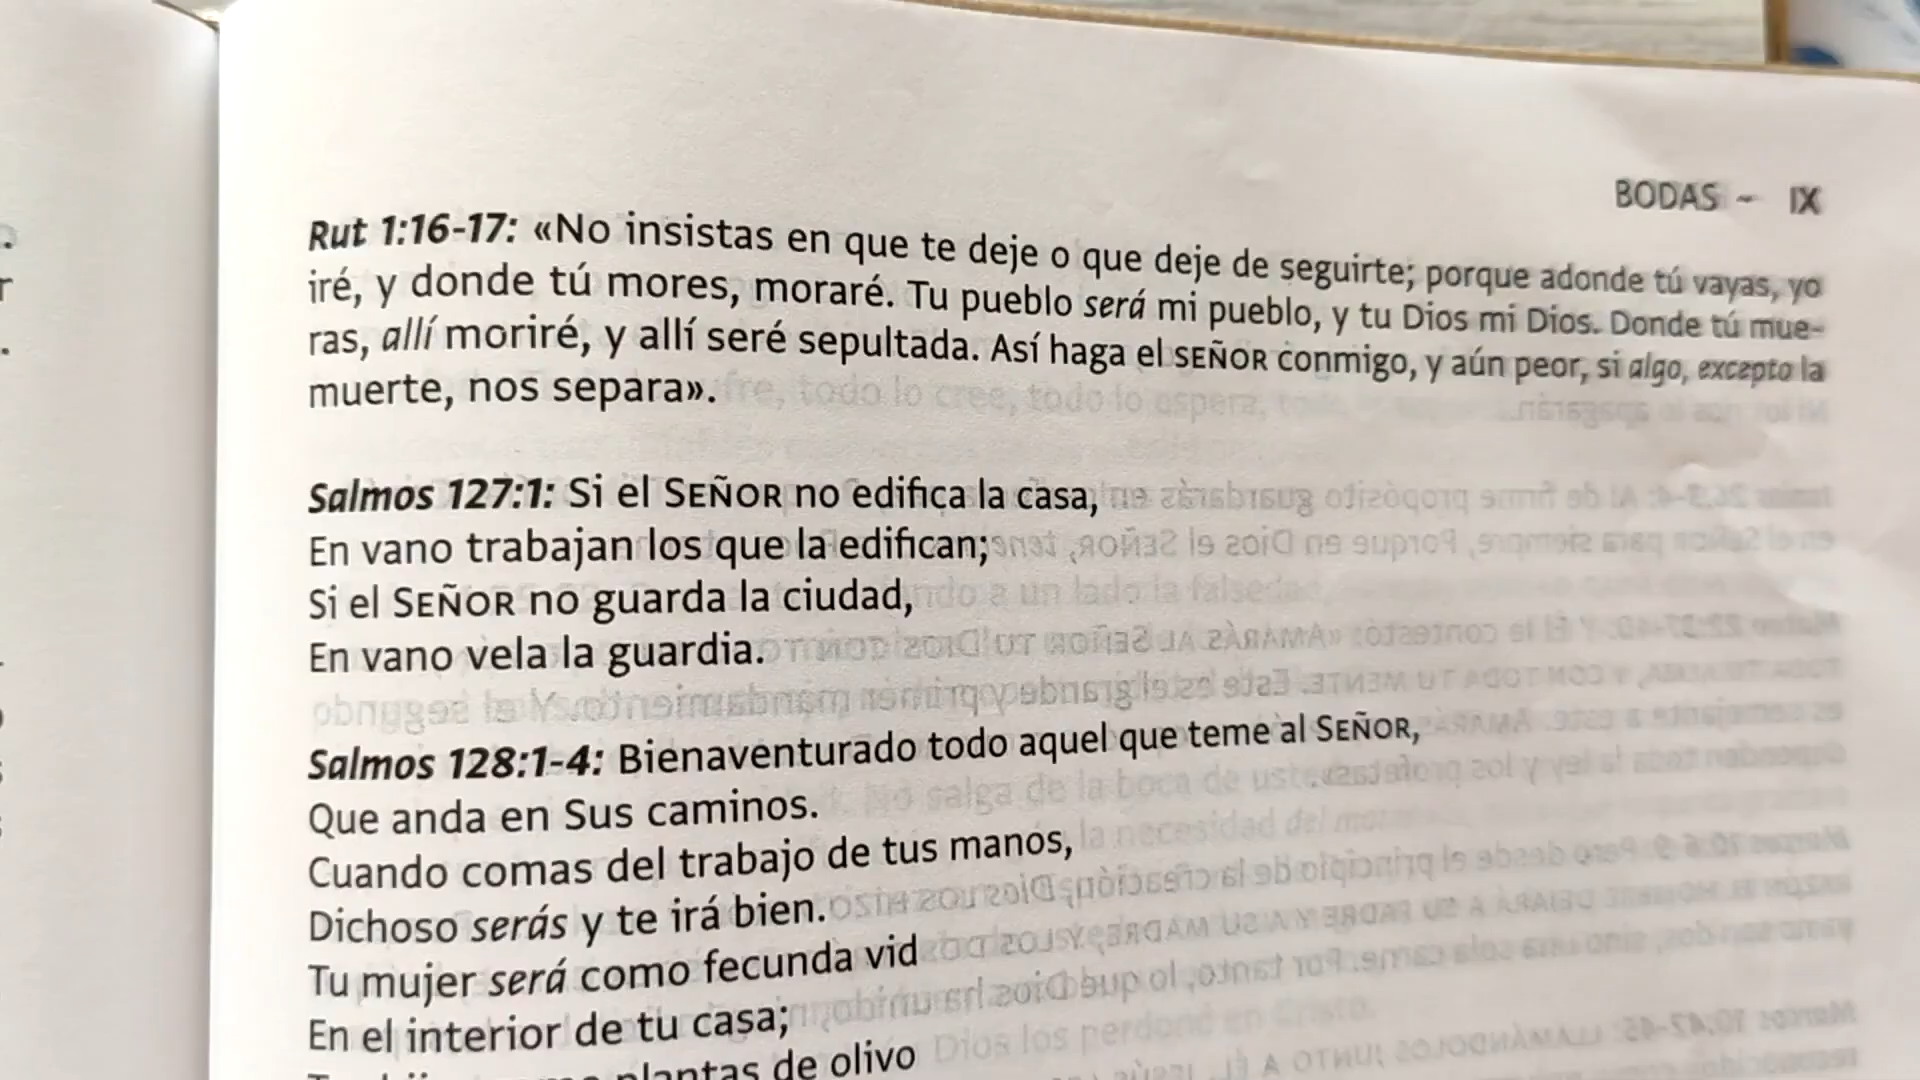 BODAS – IX
Rut 1:16-17: «No insistas en que te deje o que deje de seguirte; porque adonde tú vayas, yo
iré, y donde tú mores, moraré. Tu pueblo será mi pueblo, y tu Dios mi Dios. Donde tú mue-
ras, allí moriré, y allí seré sepultada. Así haga el SEÑOR conmigo, y aún peor, si algo, excepto la
muerte, nos separa».
Salmos 127:1: Si el SEÑOR no edifica la casa,
En vano trabajan los que la edifican;
Si el SEÑOR no guarda la ciudad,
En vano vela la guardia.
Salmos 128:1-4: Bienaventurado todo aquel que teme al SEÑOR,
Que anda en Sus caminos.
Cuando comas del trabajo de tus manos,
Dichoso serás y te irá bien.
Tu mujer será como fecunda vid
En el interior de tu casa;
plantas de olivo